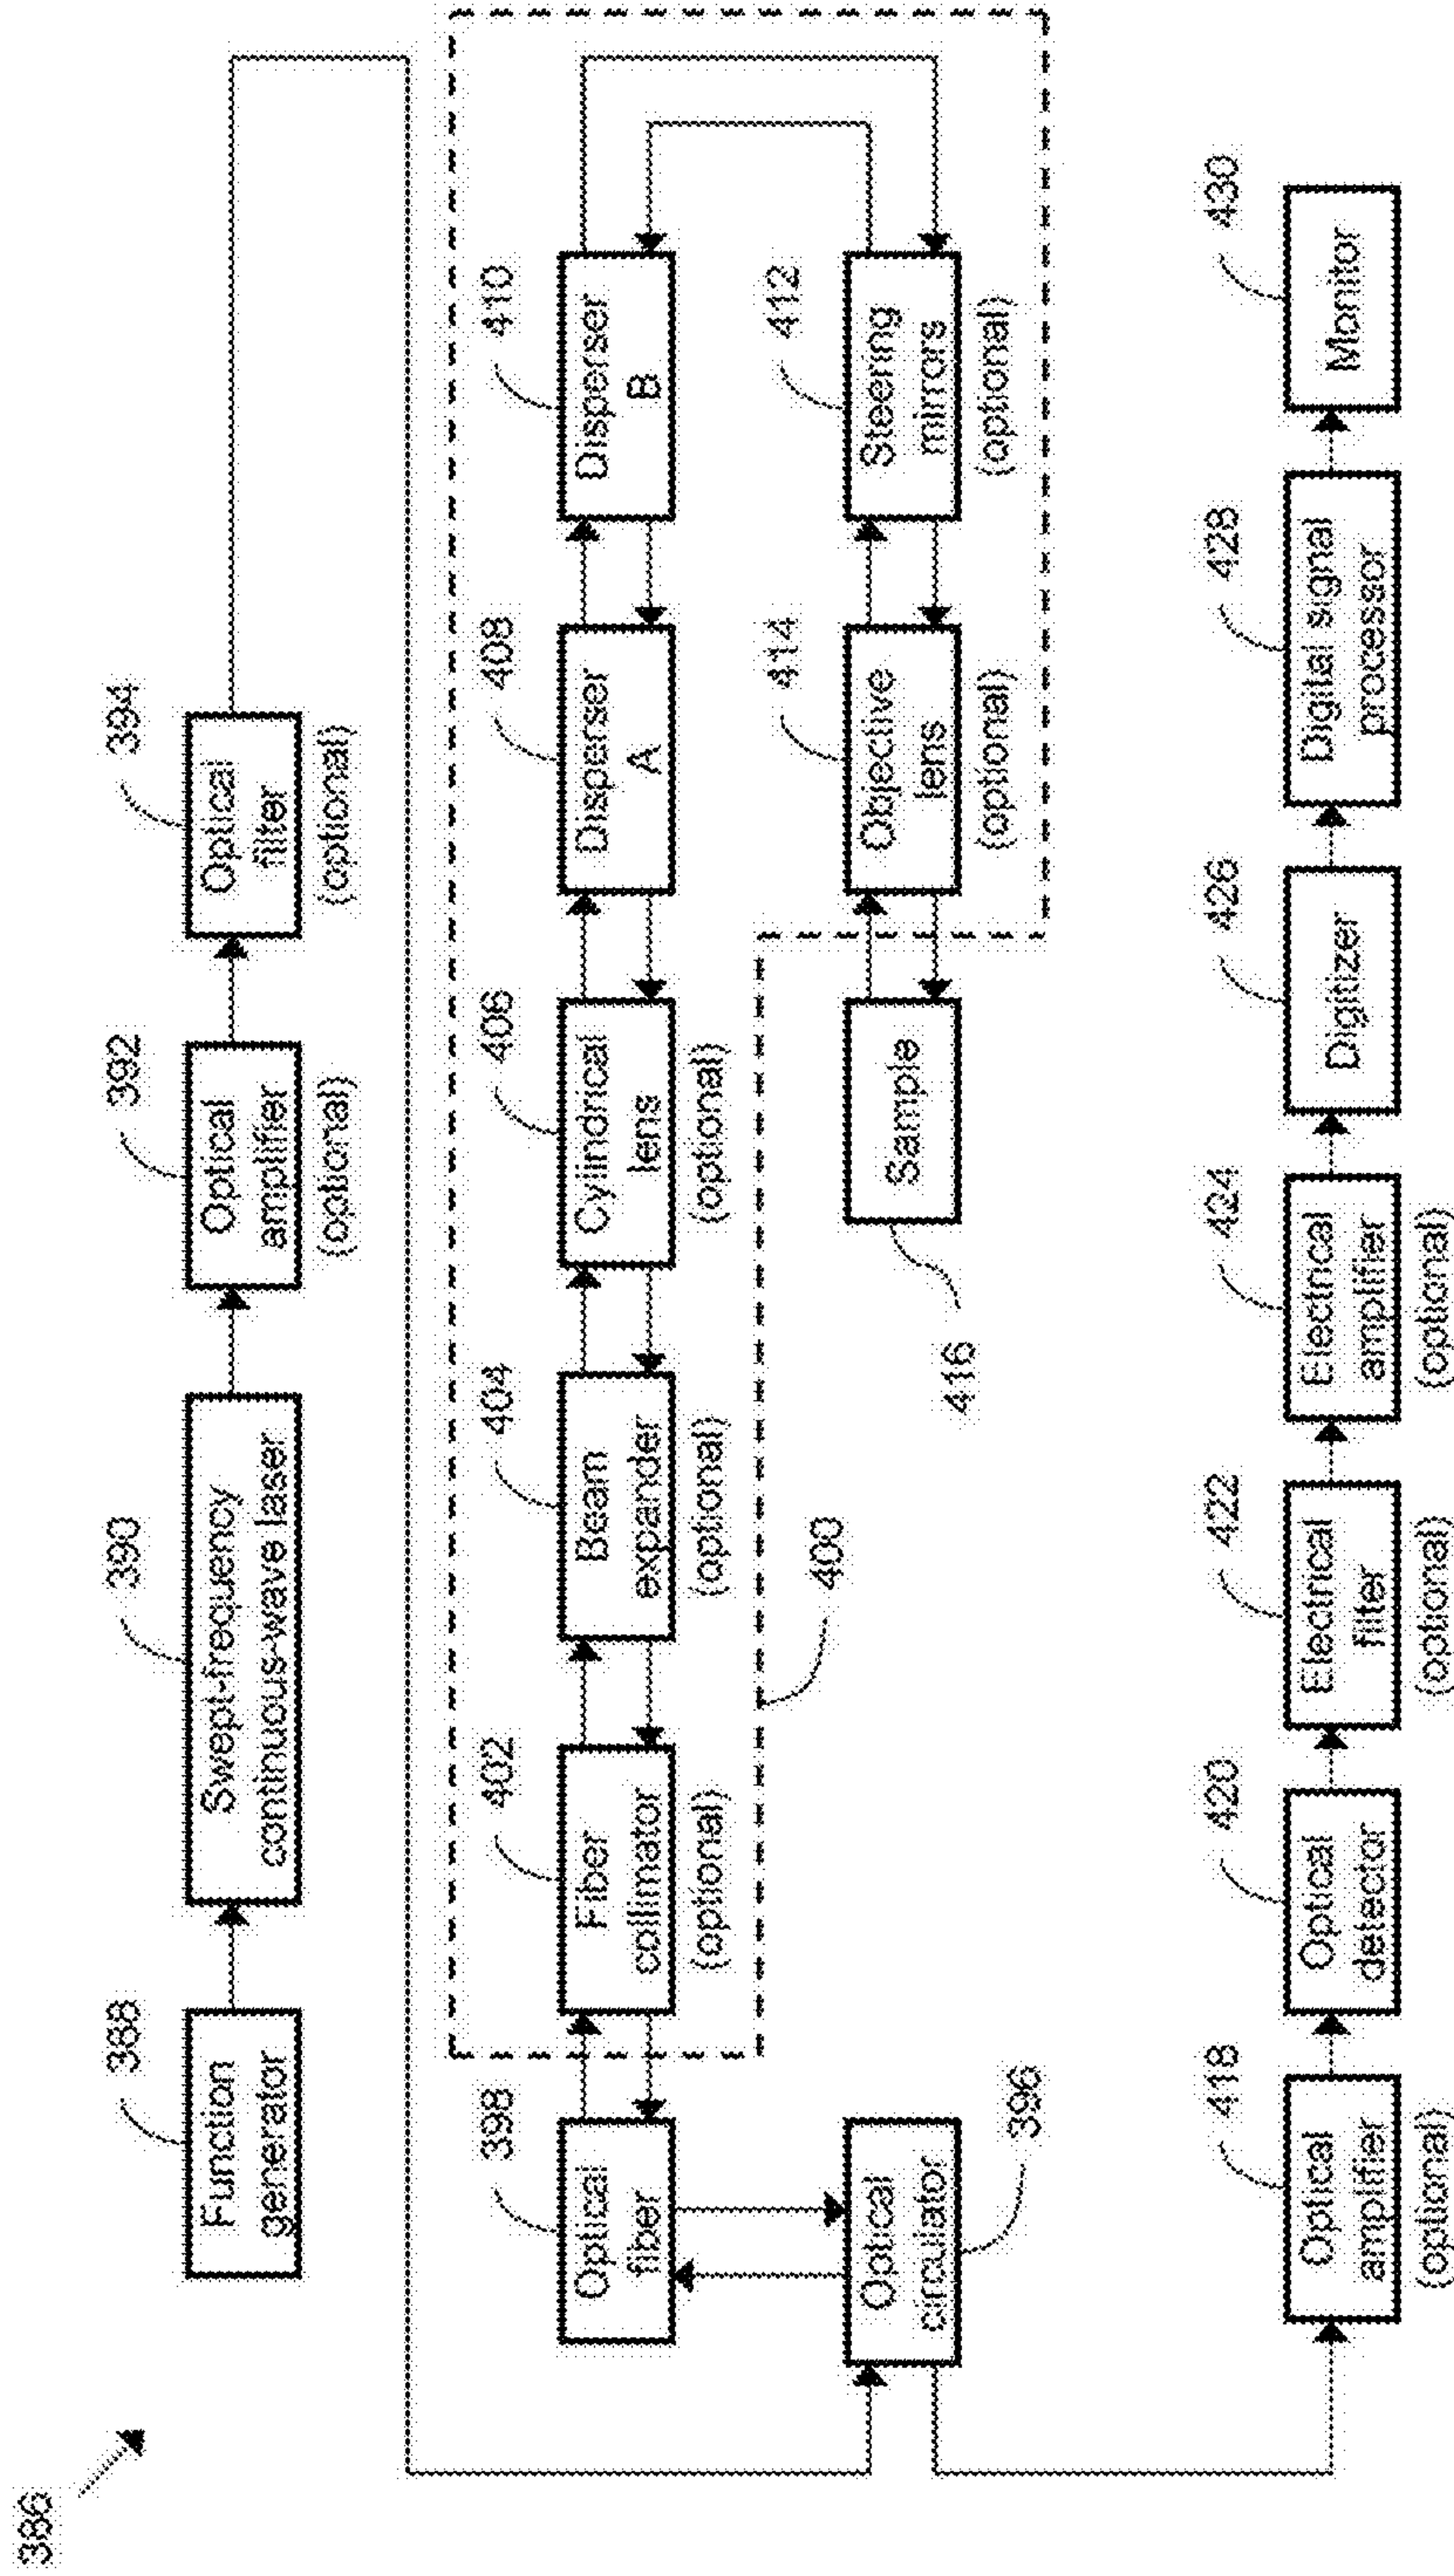 386
388
Function
generator
390
Swept-frequency
continuous-wave laser
392
Optical
amplifier
(optional)
394
Optical
filter
(optional)
398
Optical
fiber
402
Fiber
collimator
(optional)
404
Beam
expander
(optional)
406
Cylindrical
lens
(optional)
408
Disperser
A
410
Disperser
B
396
Optical
circulator
400
416
Sample
414
Objective
lens
(optional)
412
Steering
mirrors
(optional)
418
Optical
amplifier
(optional)
420
Optical
detector
422
Electrical
filter
(optional)
424
Electrical
amplifier
(optional)
426
Digitizer
428
Digital signal
processor
430
Monitor